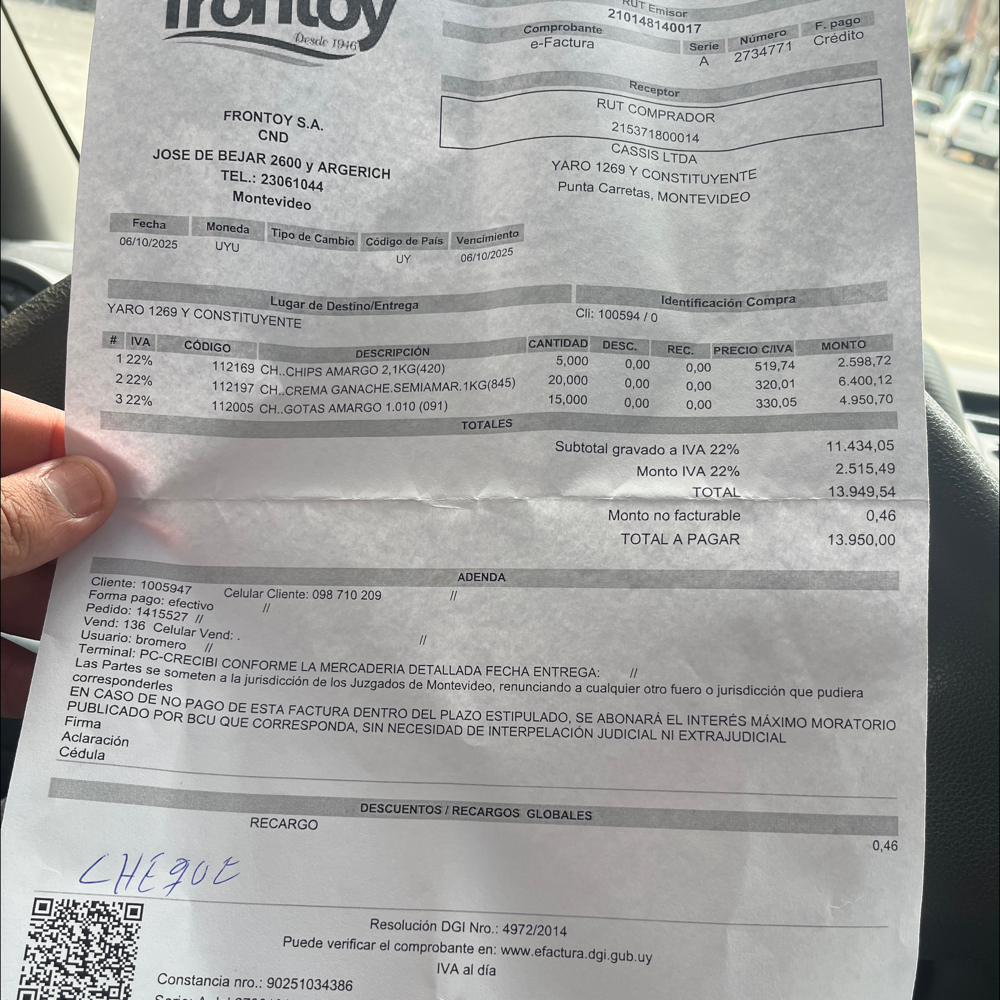 frontoy
Desde 1946
RUT Emisor
210148140017
Comprobante
e-Factura
Serie
A
Número
2734771
F. pago
Crédito
Receptor
RUT COMPRADOR
215371800014
CASSIS LTDA
YARO 1269 Y CONSTITUYENTE
Punta Carretas, MONTEVIDEO
FRONTOY S.A.
CND
JOSE DE BEJAR 2600 y ARGERICH
TEL.: 23061044
Montevideo
Fecha Moneda Tipo de Cambio Código de País Vencimiento
06/10/2025 UYU UY 06/10/2025
Lugar de Destino/Entrega
YARO 1269 Y CONSTITUYENTE
Identificación Compra
Cli: 100594 / 0
# IVA CÓDIGO DESCRIPCIÓN CANTIDAD DESC. REC. PRECIO C/IVA MONTO
1 22% 112169 CH..CHIPS AMARGO 2,1KG(420) 5,000 0,00 0,00 519,74 2.598,72
2 22% 112197 CH..CREMA GANACHE.SEMIAMAR.1KG(845) 20,000 0,00 0,00 320,01 6.400,12
3 22% 112005 CH..GOTAS AMARGO 1.010 (091) 15,000 0,00 0,00 330,05 4.950,70
TOTALES
Subtotal gravado a IVA 22% 11.434,05
Monto IVA 22% 2.515,49
TOTAL 13.949,54
Monto no facturable 0,46
TOTAL A PAGAR 13.950,00
ADENDA
Cliente: 1005947 Celular Cliente: 098 710 209 //
Forma pago: efectivo //
Pedido: 1415527 //
Vend: 136 Celular Vend: . //
Usuario: bromero //
Terminal: PC-CRECIBI CONFORME LA MERCADERIA DETALLADA FECHA ENTREGA: //
Las Partes se someten a la jurisdicción de los Juzgados de Montevideo, renunciando a cualquier otro fuero o jurisdicción que pudiera
corresponderles
EN CASO DE NO PAGO DE ESTA FACTURA DENTRO DEL PLAZO ESTIPULADO, SE ABONARÁ EL INTERÉS MÁXIMO MORATORIO
PUBLICADO POR BCU QUE CORRESPONDA, SIN NECESIDAD DE INTERPELACIÓN JUDICIAL NI EXTRAJUDICIAL
Firma
Aclaración
Cédula
DESCUENTOS / RECARGOS GLOBALES
RECARGO 0,46
CHEQUE
Resolución DGI Nro.: 4972/2014
Puede verificar el comprobante en: www.efactura.dgi.gub.uy
IVA al día
Constancia nro.: 90251034386